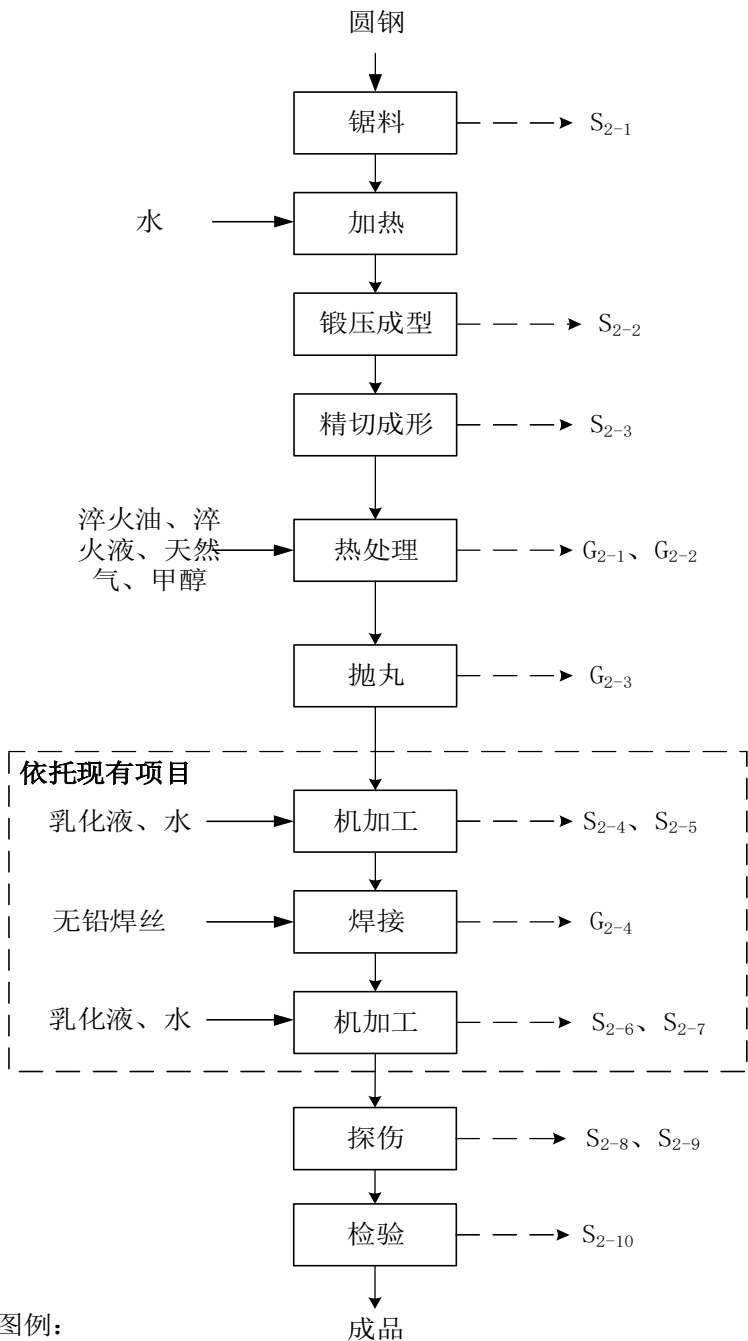 圆钢
锯料
S2-1
水
加热
锻压成型
S2-2
精切成形
S2-3
淬火油、淬
火液、天然
气、甲醇
热处理
G2-1、G2-2
抛丸
G2-3
依托现有项目
乳化液、水
机加工
S2-4、S2-5
无铅焊丝
焊接
G2-4
乳化液、水
机加工
S2-6、S2-7
探伤
S2-8、S2-9
检验
S2-10
图例：
成品